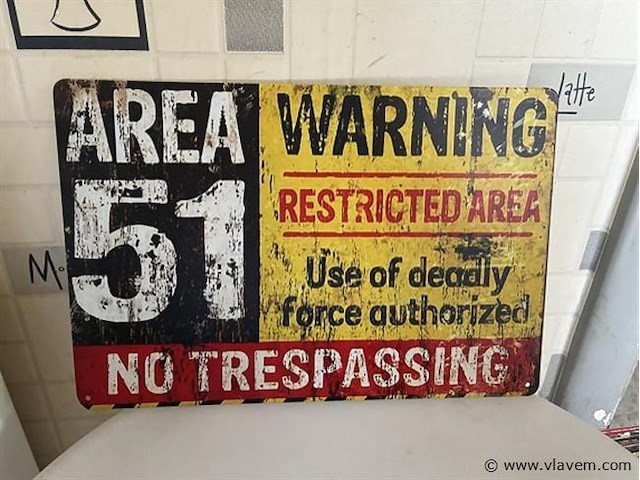 AREA
51
WARNING
RESTRICTED AREA
Use of deadly
force authorized
NO TRESPASSING
latte
© www.vlavem.com